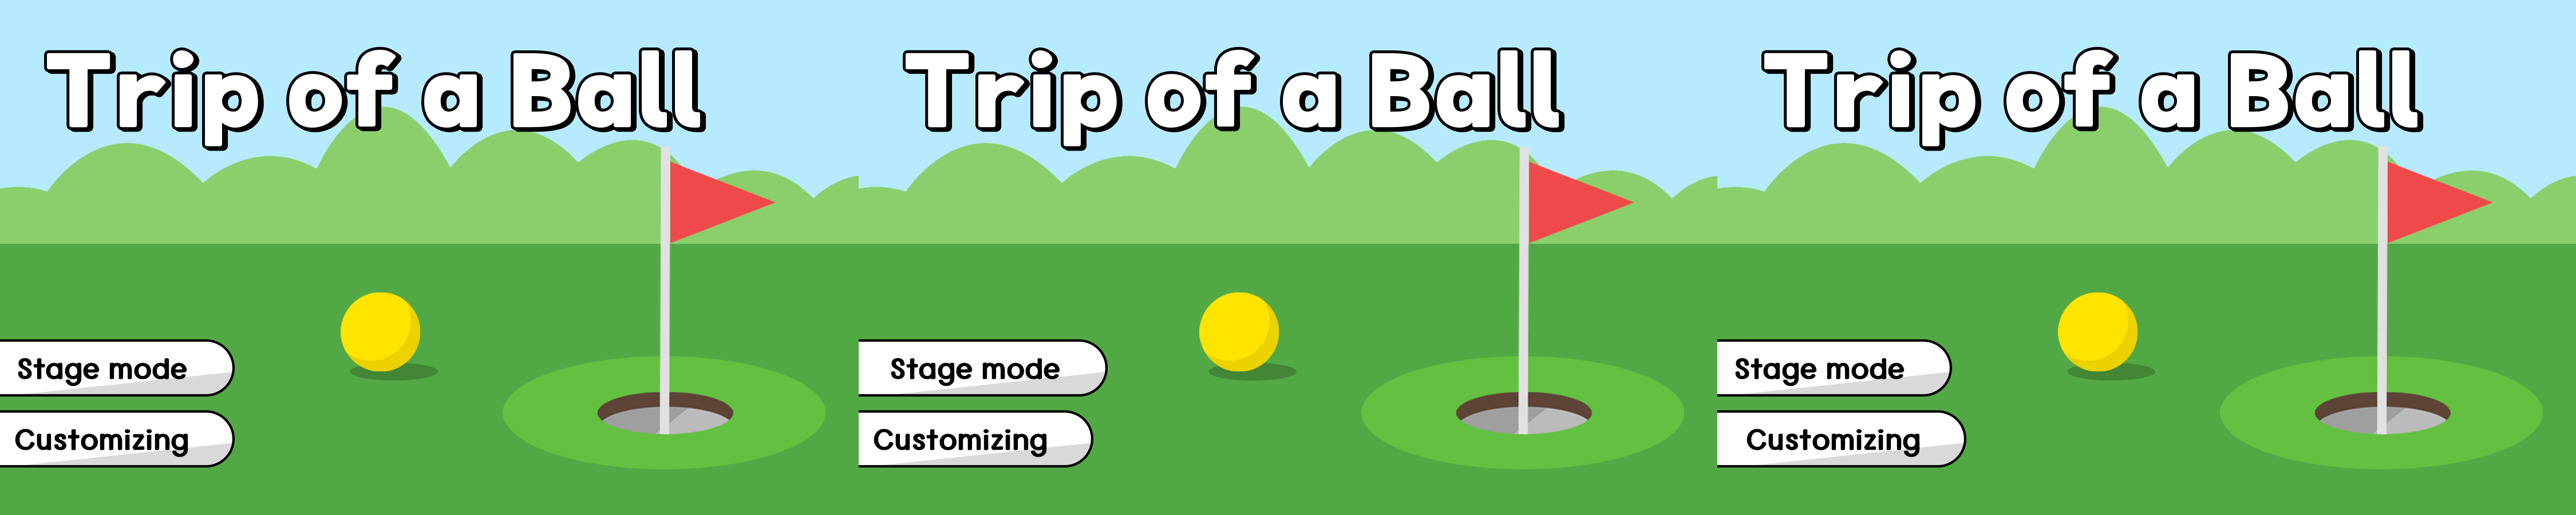 Trip of a Ball
Stage mode
Customizing
Trip of a Ball
Stage mode
Customizing
Trip of a Ball
Stage mode
Customizing